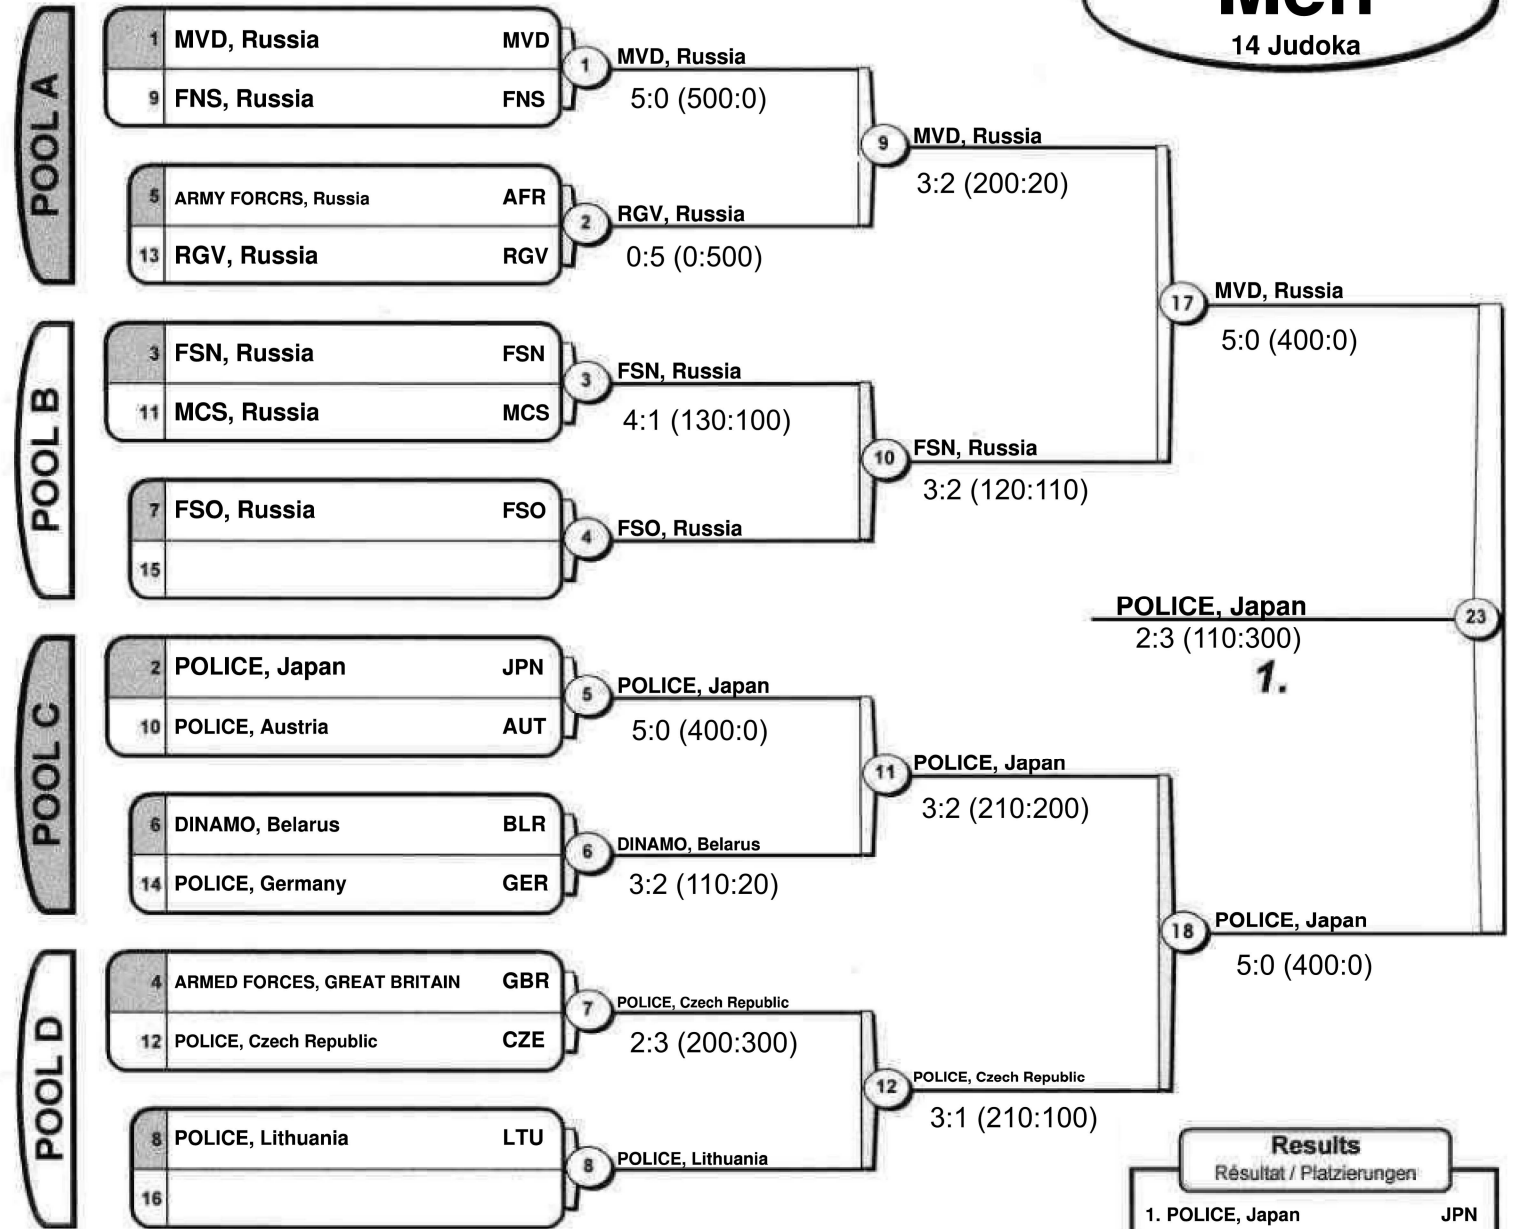 Men
14 Judoka
POOL A
1 MVD, Russia MVD
9 FNS, Russia FNS
1 MVD, Russia
5:0 (500:0)
5 ARMY FORCRS, Russia AFR
13 RGV, Russia RGV
2 RGV, Russia
0:5 (0:500)
9 MVD, Russia
3:2 (200:20)
POOL B
3 FSN, Russia FSN
11 MCS, Russia MCS
3 FSN, Russia
4:1 (130:100)
7 FSO, Russia FSO
15
4 FSO, Russia
10 FSN, Russia
3:2 (120:110)
17 MVD, Russia
5:0 (400:0)
POLICE, Japan 23
2:3 (110:300)
1.
POOL C
2 POLICE, Japan JPN
10 POLICE, Austria AUT
5 POLICE, Japan
5:0 (400:0)
6 DINAMO, Belarus BLR
14 POLICE, Germany GER
6 DINAMO, Belarus
3:2 (110:20)
11 POLICE, Japan
3:2 (210:200)
POOL D
4 ARMED FORCES, GREAT BRITAIN GBR
12 POLICE, Czech Republic CZE
7 POLICE, Czech Republic
2:3 (200:300)
8 POLICE, Lithuania LTU
16
8 POLICE, Lithuania
12 POLICE, Czech Republic
3:1 (210:100)
18 POLICE, Japan
5:0 (400:0)
Results
Résultat / Platzierungen
1. POLICE, Japan JPN